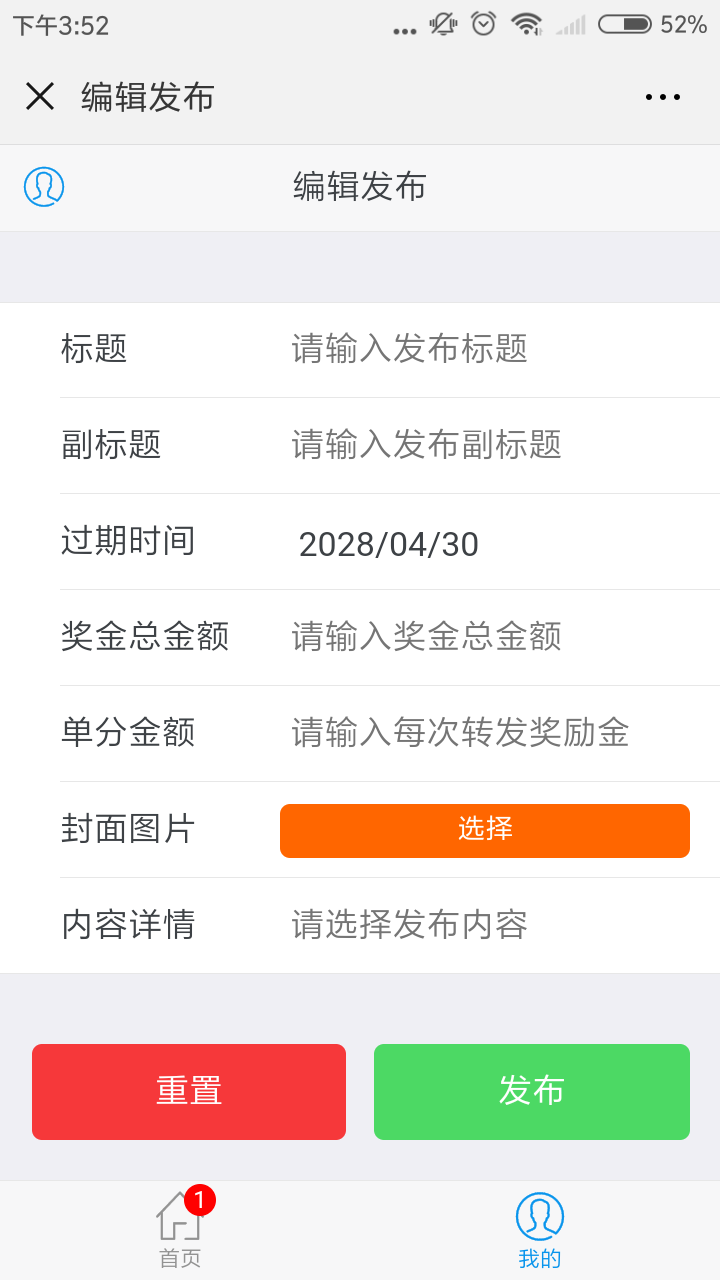 下午3:52
52%
编辑发布
编辑发布
标题 请输入发布标题
副标题 请输入发布副标题
过期时间 2028/04/30
奖金总金额 请输入奖金总金额
单分金额 请输入每次转发奖励金
封面图片 选择
内容详情 请选择发布内容
重置 发布
1
首页 我的